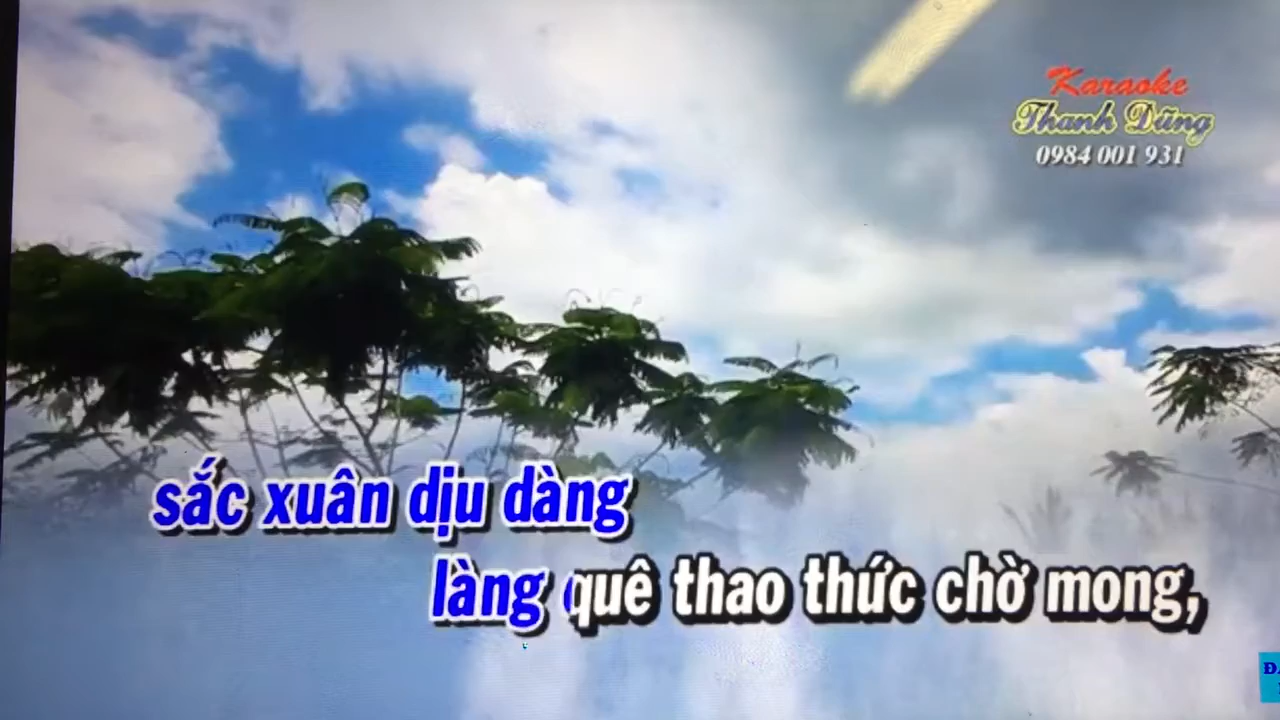 Karaoke
Thanh Dũng
0984 001 931
sắc xuân dịu dàng
làng quê thao thức chờ mong,